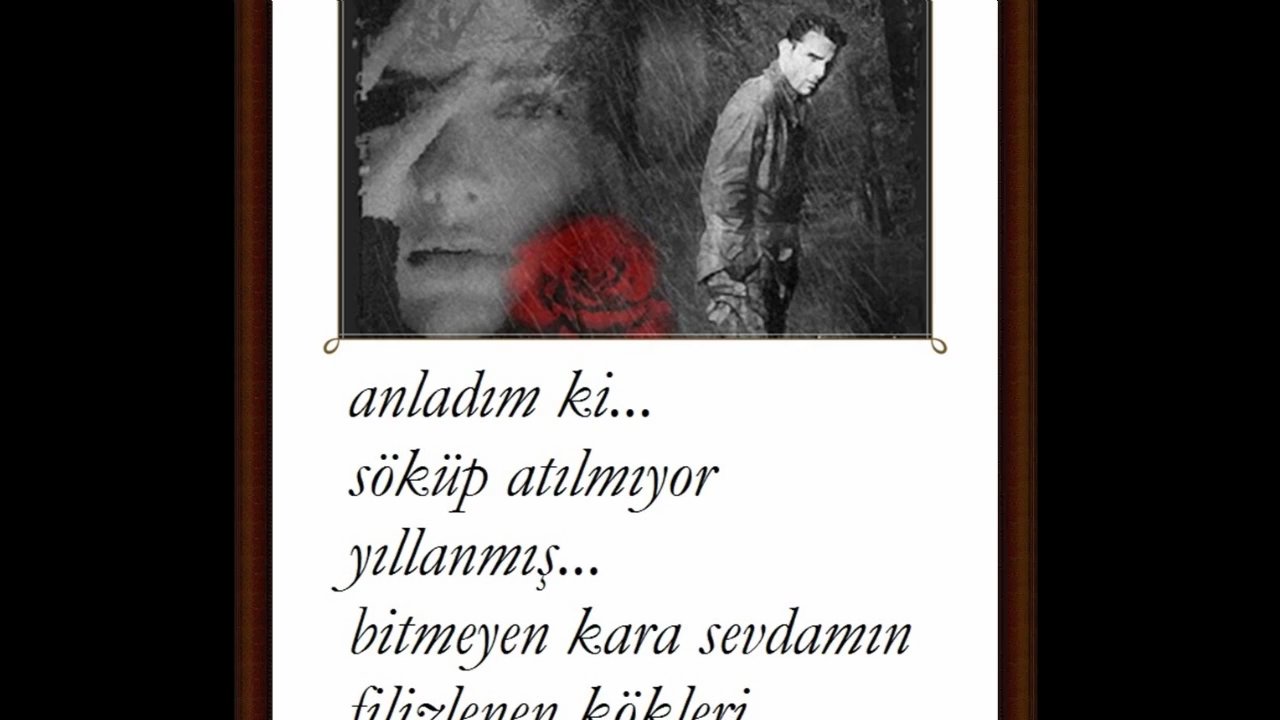 anladım ki...
söküp atılmıyor
yıllanmış...
bitmeyen kara sevdamın
filizlenen kökleri